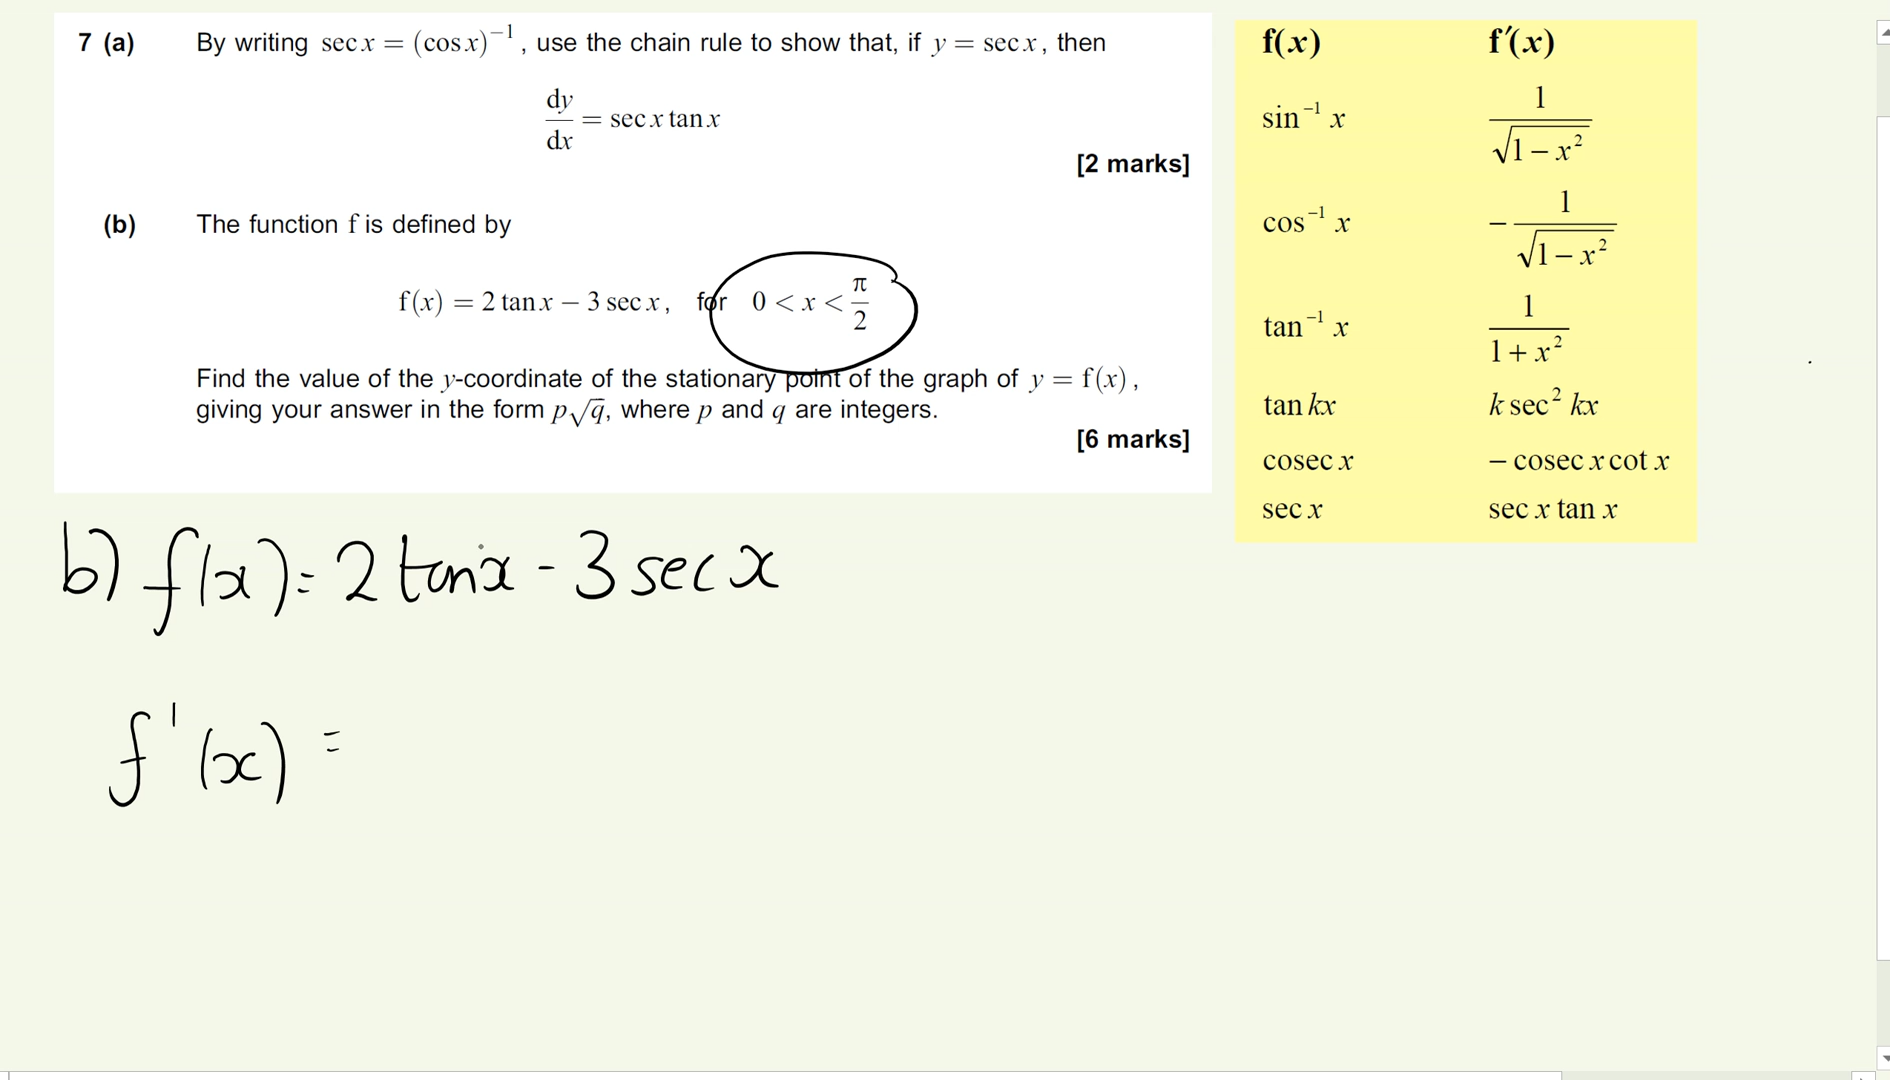 7 (a) By writing sec x = (cos x)⁻¹, use the chain rule to show that, if y = sec x, then
dy/dx = sec x tan x
[2 marks]
(b) The function f is defined by
f(x) = 2 tan x − 3 sec x, for 0 < x < π/2
Find the value of the y-coordinate of the stationary point of the graph of y = f(x),
giving your answer in the form p√q, where p and q are integers.
[6 marks]
f(x) f′(x)
sin⁻¹ x 1/√(1 − x²)
cos⁻¹ x −1/√(1 − x²)
tan⁻¹ x 1/(1 + x²)
tan kx k sec² kx
cosec x − cosec x cot x
sec x sec x tan x
b) f(x) = 2 tan x - 3 sec x
f'(x) =